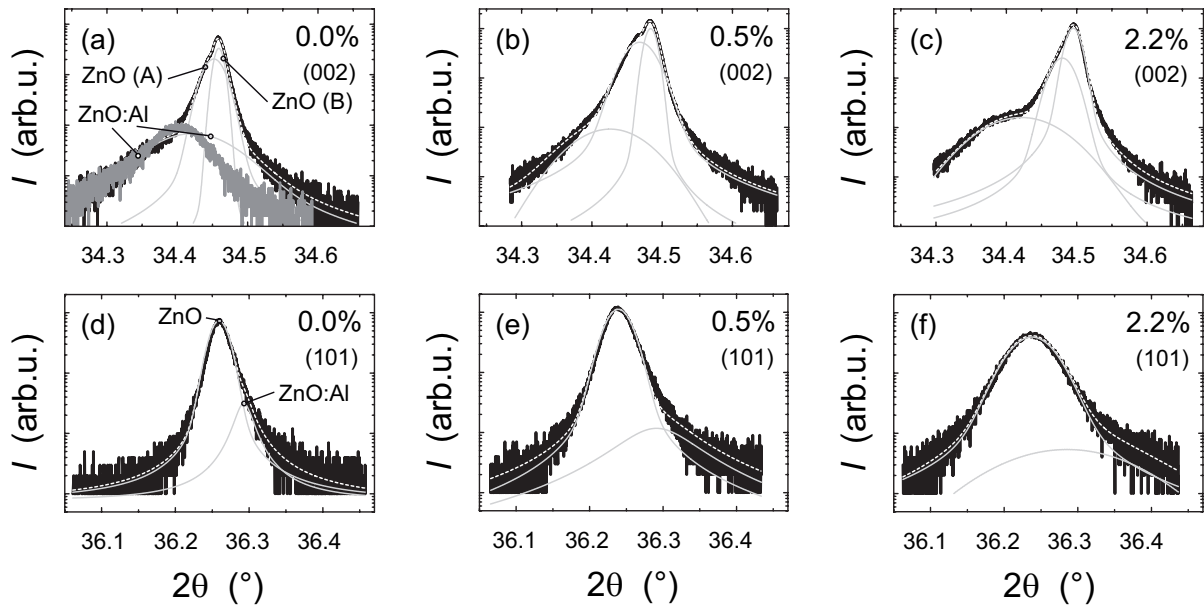 (a) 0.0%
(002)
ZnO (A)
ZnO (B)
ZnO:Al
I (arb.u.)
34.3 34.4 34.5 34.6
(b) 0.5%
(002)
I (arb.u.)
34.3 34.4 34.5 34.6
(c) 2.2%
(002)
I (arb.u.)
34.3 34.4 34.5 34.6
(d) ZnO 0.0%
(101)
ZnO:Al
I (arb.u.)
36.1 36.2 36.3 36.4
2θ (°)
(e) 0.5%
(101)
I (arb.u.)
36.1 36.2 36.3 36.4
2θ (°)
(f) 2.2%
(101)
I (arb.u.)
36.1 36.2 36.3 36.4
2θ (°)